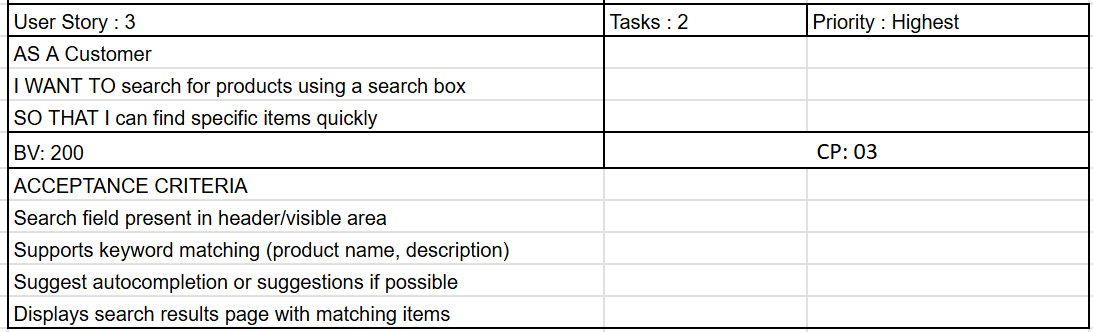 User Story : 3 Tasks : 2 Priority : Highest
AS A Customer
I WANT TO search for products using a search box
SO THAT I can find specific items quickly
BV: 200 CP: 03
ACCEPTANCE CRITERIA
Search field present in header/visible area
Supports keyword matching (product name, description)
Suggest autocompletion or suggestions if possible
Displays search results page with matching items